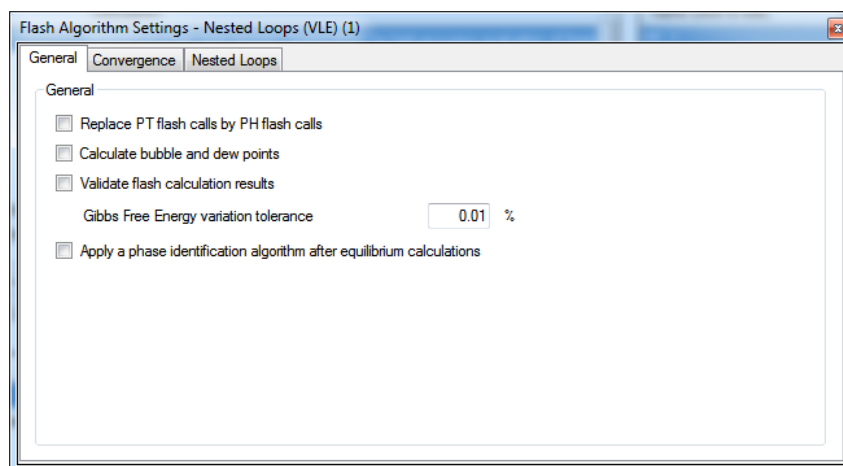 Flash Algorithm Settings - Nested Loops (VLE) (1)
General Convergence Nested Loops
General
Replace PT flash calls by PH flash calls
Calculate bubble and dew points
Validate flash calculation results
Gibbs Free Energy variation tolerance 0.01 %
Apply a phase identification algorithm after equilibrium calculations